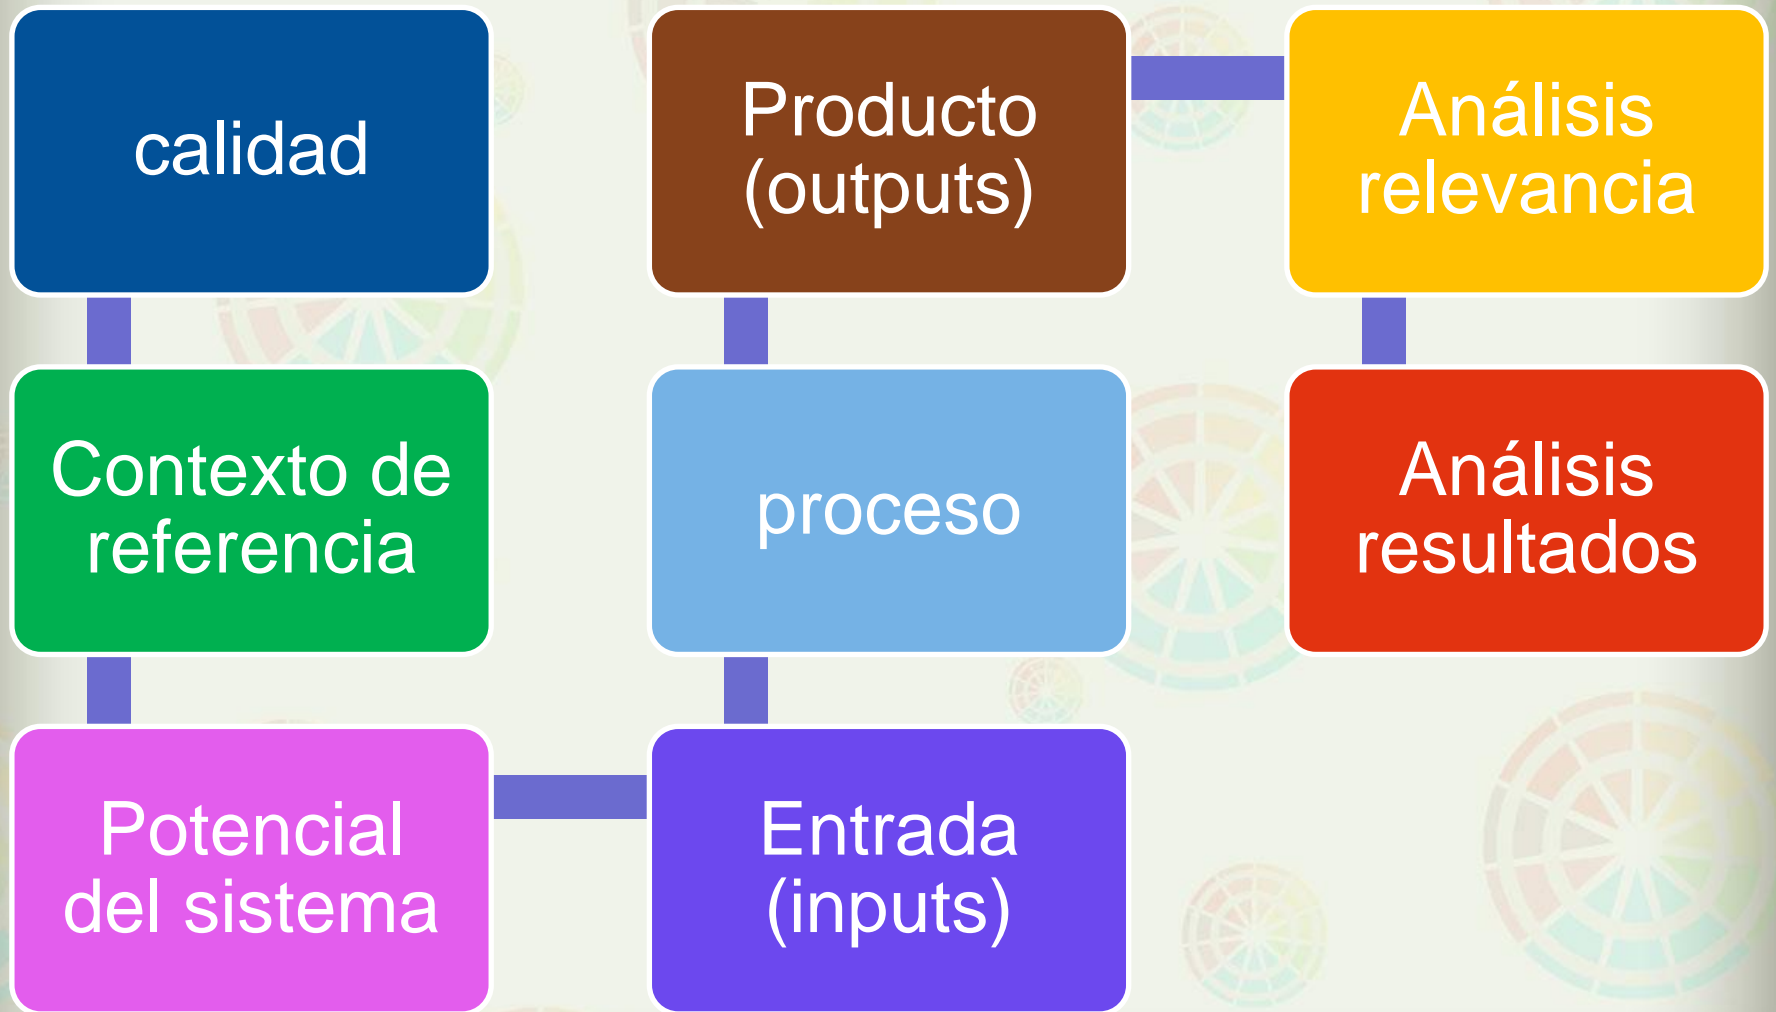 calidad
Contexto de
referencia
Potencial
del sistema
Entrada
(inputs)
proceso
Producto
(outputs)
Análisis
relevancia
Análisis
resultados